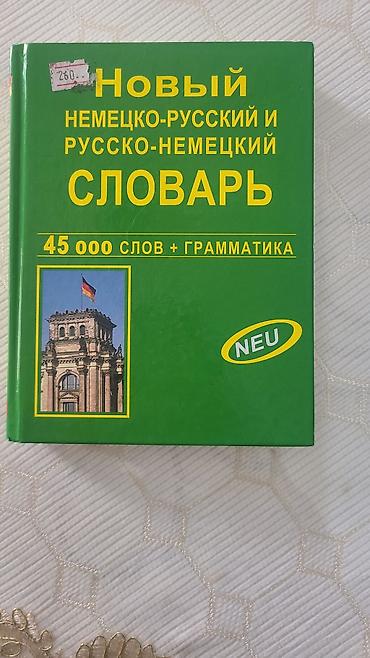 260..
Новый
НЕМЕЦКО-РУССКИЙ И
РУССКО-НЕМЕЦКИЙ
СЛОВАРЬ
45 000 СЛОВ + ГРАММАТИКА
NEU